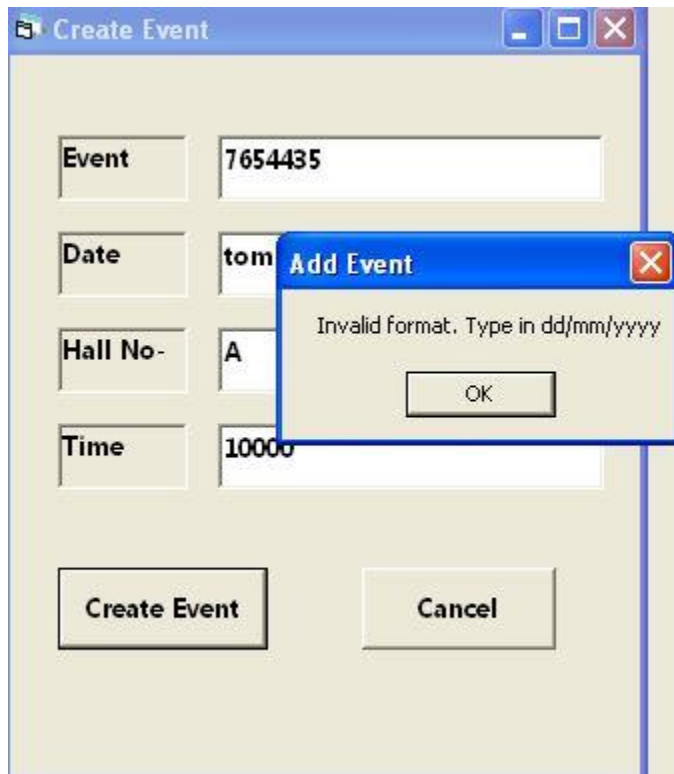 Create Event
Event
7654435
Date
tom
Add Event
Invalid format. Type in dd/mm/yyyy
OK
Hall No-
A
Time
10000
Create Event
Cancel